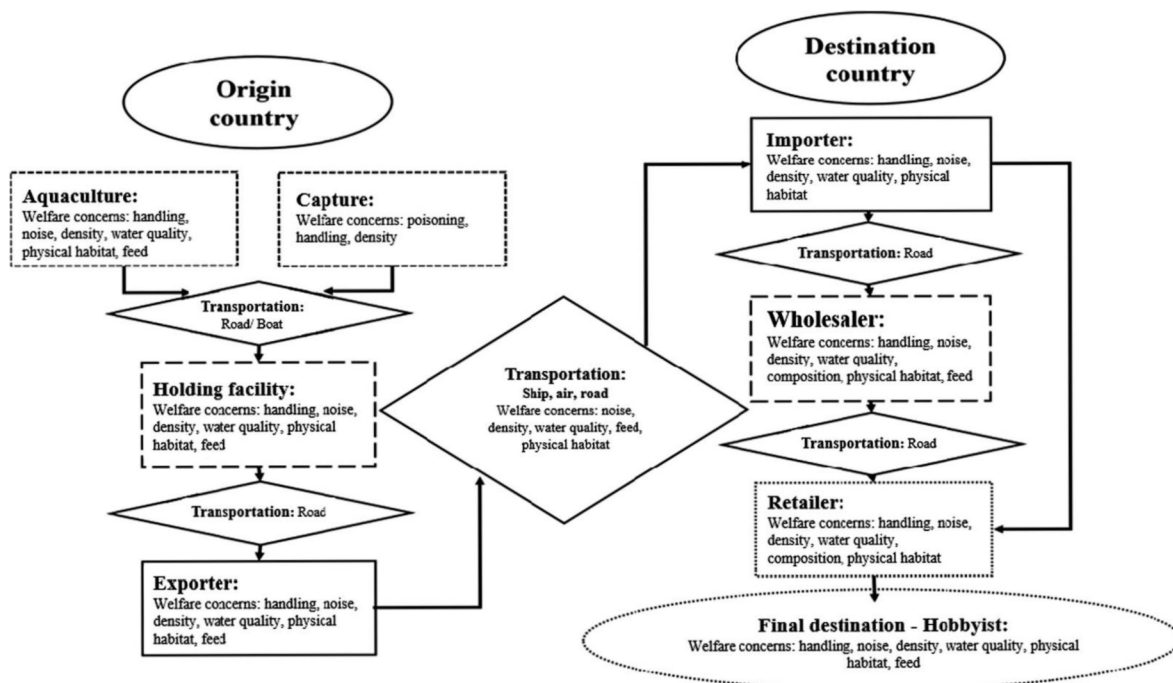 Origin
country
Aquaculture:
Welfare concerns: handling,
noise, density, water quality,
physical habitat, feed
Capture:
Welfare concerns: poisoning,
handling, density
Transportation:
Road/ Boat
Holding facility:
Welfare concerns: handling, noise,
density, water quality, physical
habitat, feed
Transportation: Road
Exporter:
Welfare concerns: handling, noise,
density, water quality, physical
habitat, feed
Transportation:
Ship, air, road
Welfare concerns: noise,
density, water quality, feed,
physical habitat
Destination
country
Importer:
Welfare concerns: handling, noise,
density, water quality, physical
habitat
Transportation: Road
Wholesaler:
Welfare concerns: handling, noise,
density, water quality,
composition, physical habitat, feed
Transportation: Road
Retailer:
Welfare concerns: handling, noise,
density, water quality,
composition, physical habitat
Final destination - Hobbyist:
Welfare concerns: handling, noise, density, water quality, physical
habitat, feed